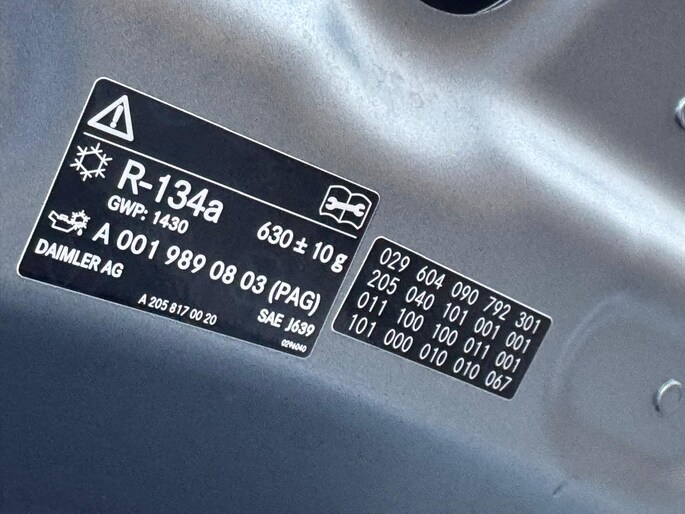 R-134a
GWP: 1430
630 ± 10 g
A 001 989 08 03 (PAG)
DAIMLER AG
A 205 817 00 20
SAE J639
0296040
029 604 090 792 301
205 040 101 001 001
011 100 100 011 001
101 000 010 010 067